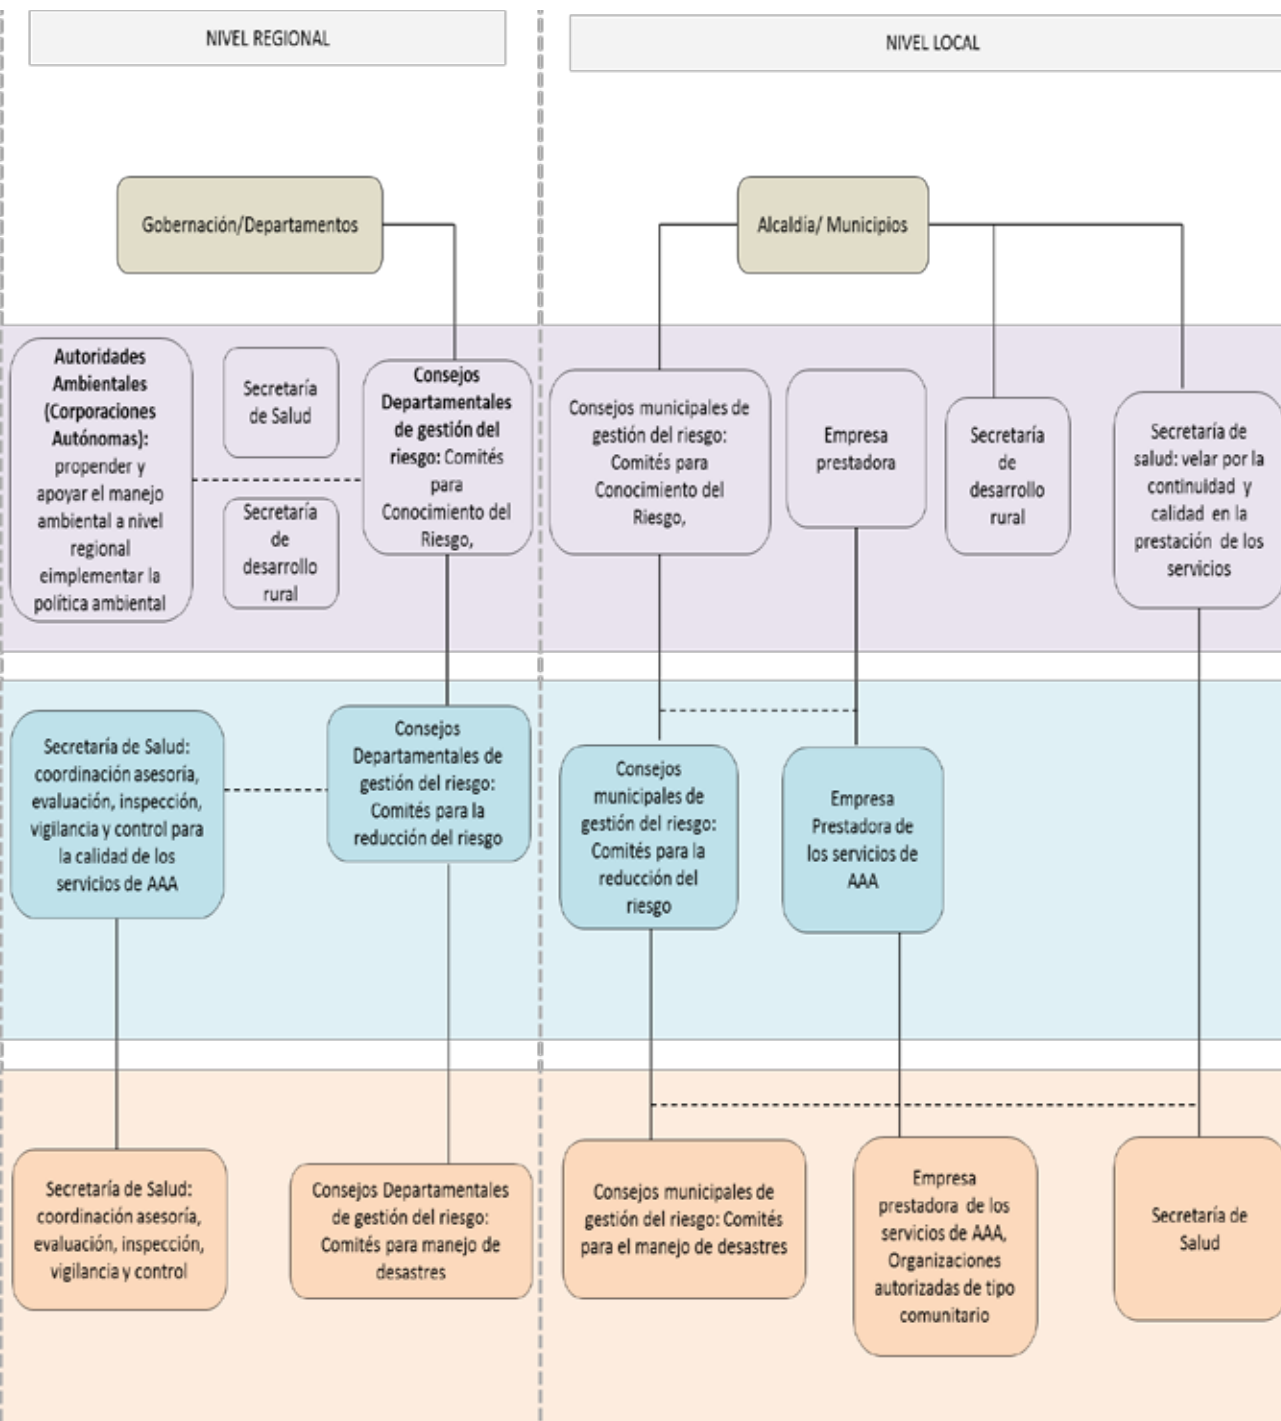 NIVEL REGIONAL
NIVEL LOCAL
Gobernación/Departamentos
Alcaldía/ Municipios
Autoridades
Ambientales
(Corporaciones
Autónomas):
propender y
apoyar el manejo
ambiental a nivel
regional
eimplementar la
política ambiental
Secretaría
de Salud
Secretaría
de
desarrollo
rural
Consejos
Departamentales
de gestión del
riesgo: Comités
para
Conocimiento del
Riesgo,
Consejos municipales de
gestión del riesgo:
Comités para
Conocimiento del
Riesgo,
Empresa
prestadora
Secretaría
de
desarrollo
rural
Secretaría de
salud: velar por la
continuidad y
calidad en la
prestación de los
servicios
Secretaría de Salud:
coordinación asesoría,
evaluación, inspección,
vigilancia y control para
la calidad de los
servicios de AAA
Consejos
Departamentales de
gestión del riesgo:
Comités para la
reducción del riesgo
Consejos
municipales de
gestión del riesgo:
Comités para la
reducción del
riesgo
Empresa
Prestadora de
los servicios de
AAA
Secretaría de Salud:
coordinación asesoría,
evaluación, inspección,
vigilancia y control
Consejos Departamentales
de gestión del riesgo:
Comités para manejo de
desastres
Consejos municipales de
gestión del riesgo: Comités
para el manejo de desastres
Empresa
prestadora de los
servicios de AAA,
Organizaciones
autorizadas de tipo
comunitario
Secretaría de
Salud